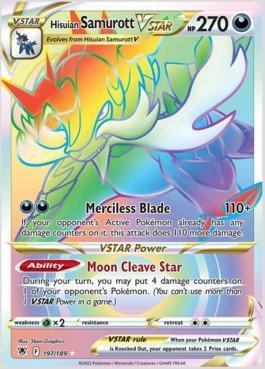 VSTAR
Hisuian Samurott VSTAR HP 270
Evolves from Hisuian Samurott V
Merciless Blade 110+
If your opponent's Active Pokémon already has any
damage counters on it, this attack does 110 more damage.
VSTAR Power
Ability Moon Cleave Star
During your turn, you may put 4 damage counters on
1 of your opponent's Pokémon. (You can't use more than
1 VSTAR Power in a game.)
weakness ×2 resistance retreat
VSTAR rule When your Pokémon VSTAR
is Knocked Out, your opponent takes 2 Prize cards.
Illus.
F 197/189
©2022 Pokémon / Nintendo / Creatures / GAME FREAK